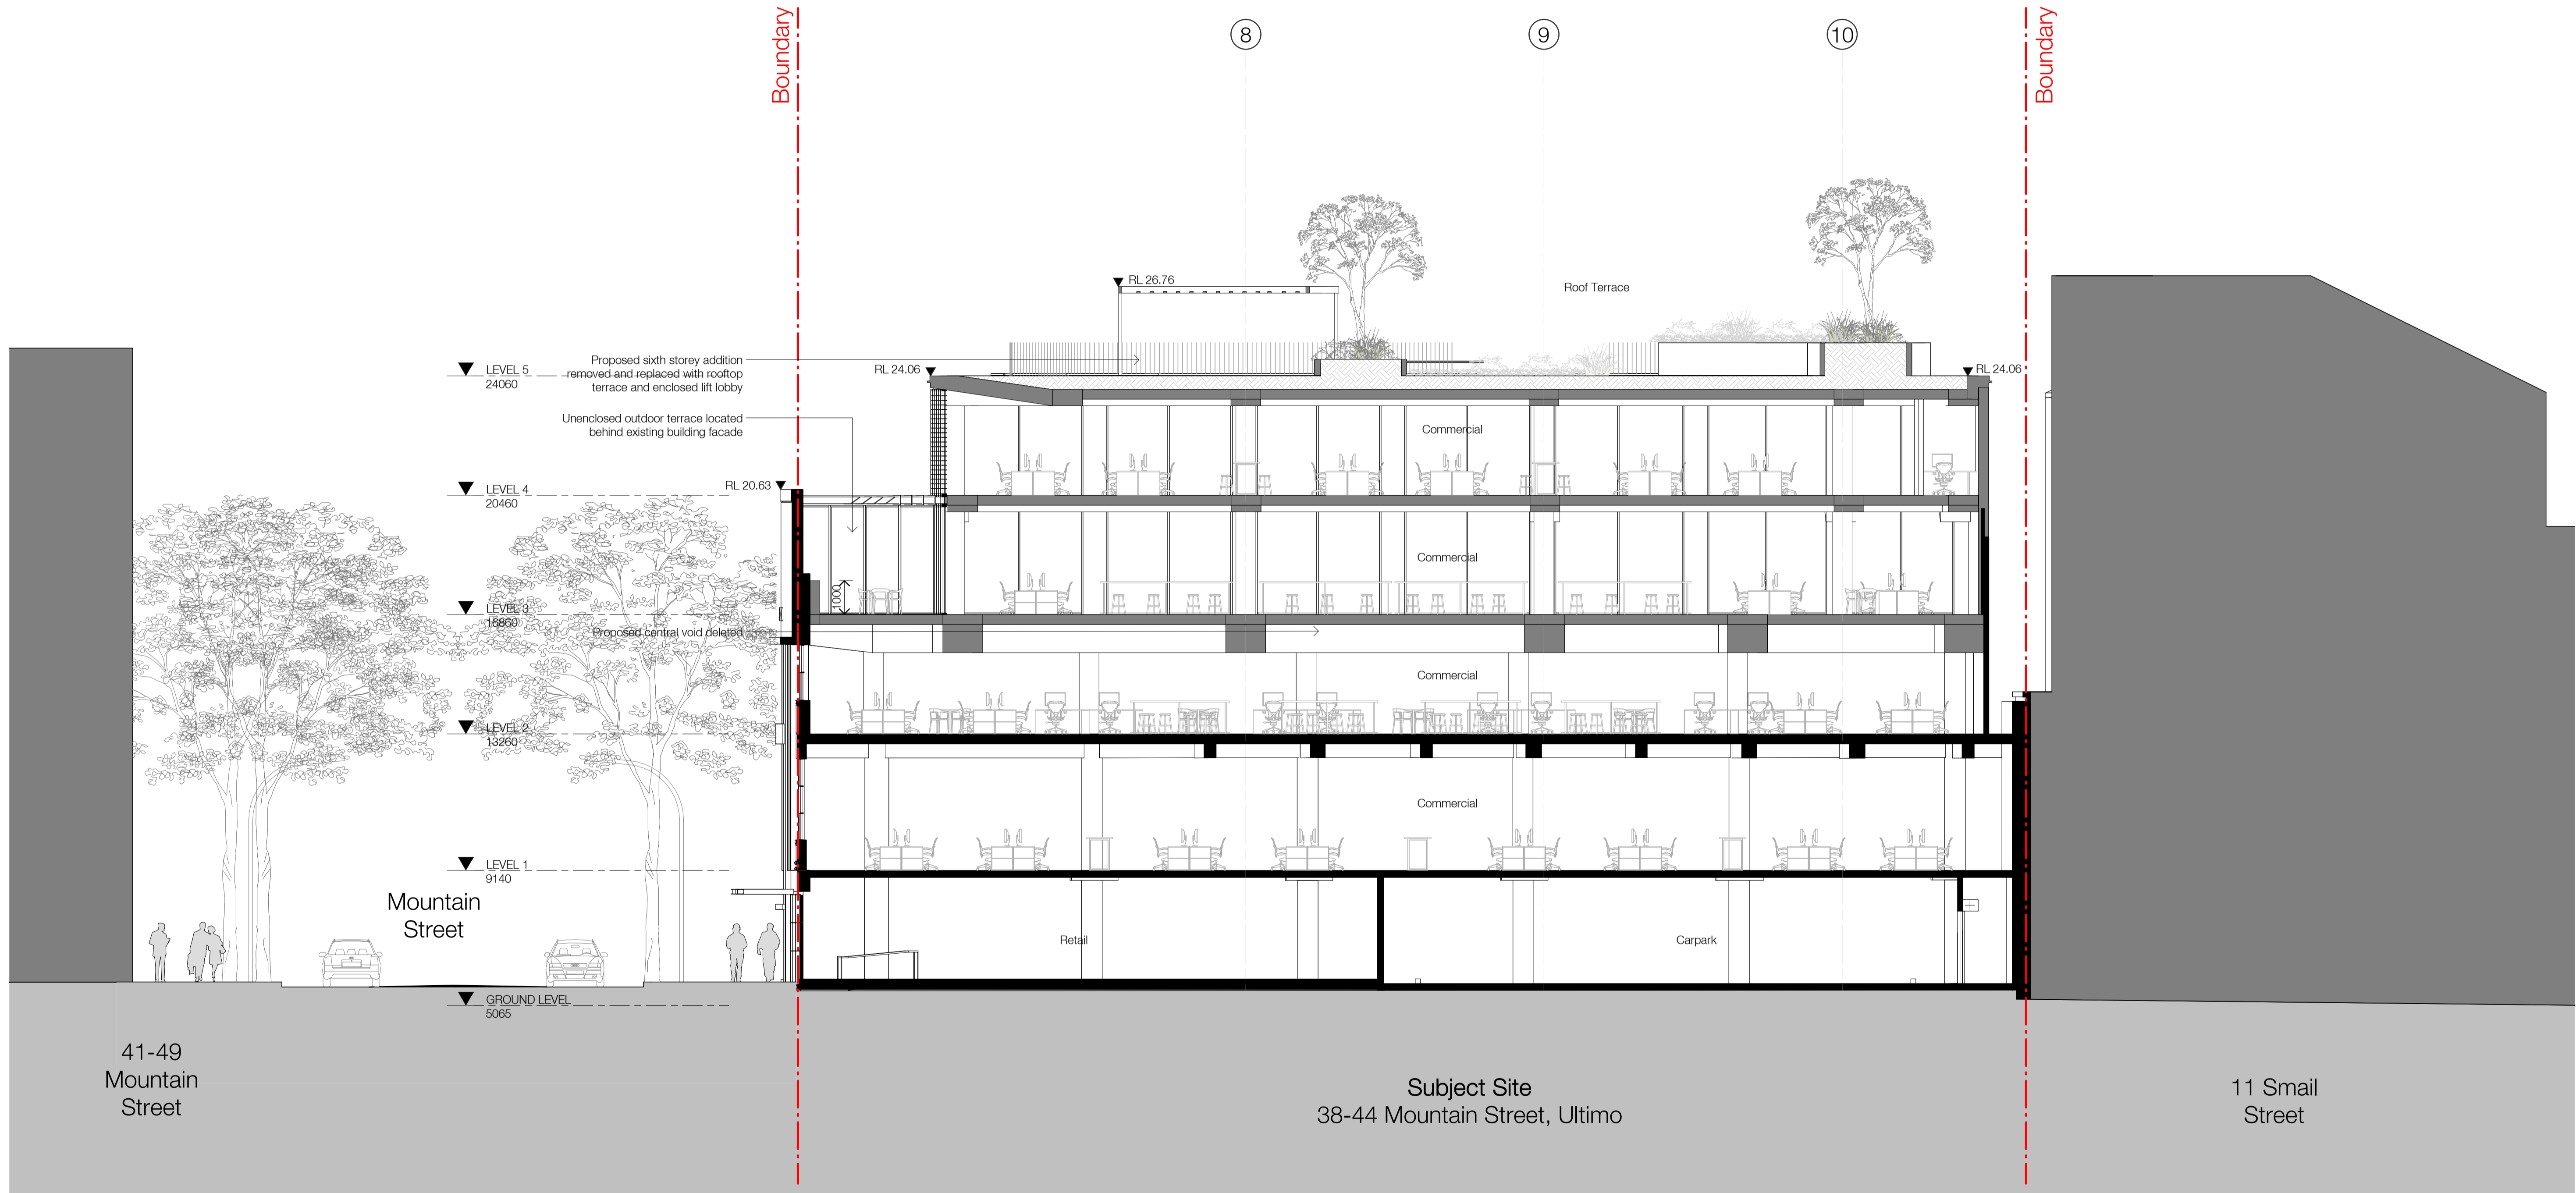 Boundary
8
9
10
Boundary
RL 26.76
Roof Terrace
Proposed sixth storey addition
removed and replaced with rooftop
terrace and enclosed lift lobby
LEVEL 5
24060
RL 24.06
RL 24.06
Unenclosed outdoor terrace located
behind existing building facade
Commercial
LEVEL 4
20460
RL 20.63
Commercial
1000
LEVEL 3
16860
Proposed central void deleted
Commercial
LEVEL 2
13260
Commercial
LEVEL 1
9140
Mountain
Street
Retail
Carpark
GROUND LEVEL
5065
41-49
Mountain
Street
Subject Site
38-44 Mountain Street, Ultimo
11 Smail
Street